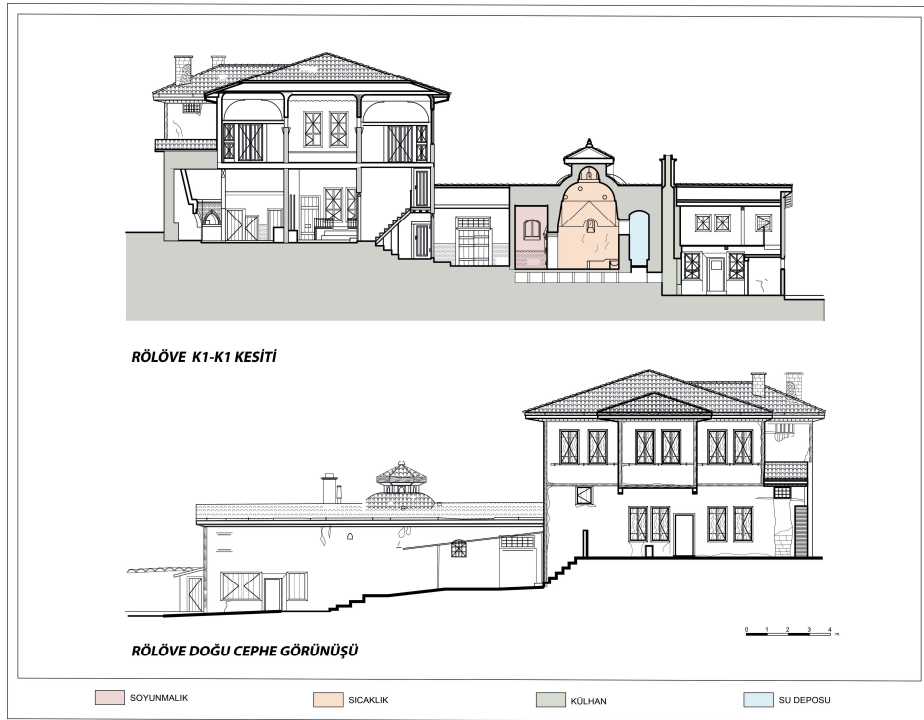 RÖLÖVE K1-K1 KESİTİ
0 1 2 3 4 m.
RÖLÖVE DOĞU CEPHE GÖRÜNÜŞÜ
SOYUNMALIK SICAKLIK KÜLHAN SU DEPOSU